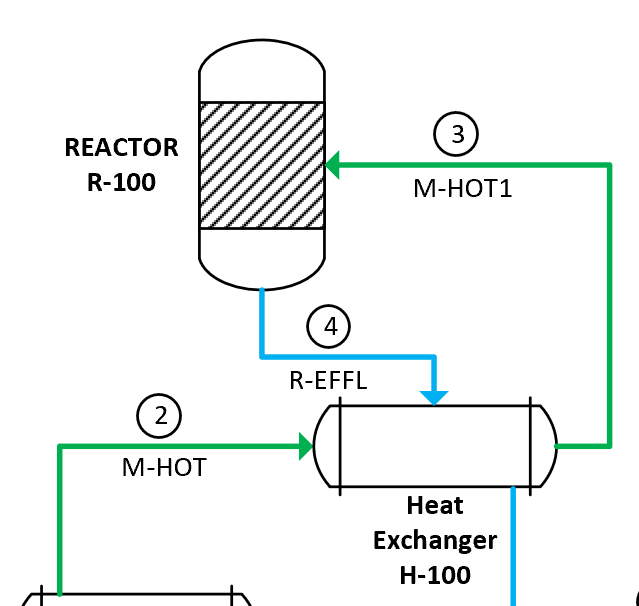 3
REACTOR
R-100
M-HOT1
4
R-EFFL
2
M-HOT
Heat
Exchanger
H-100